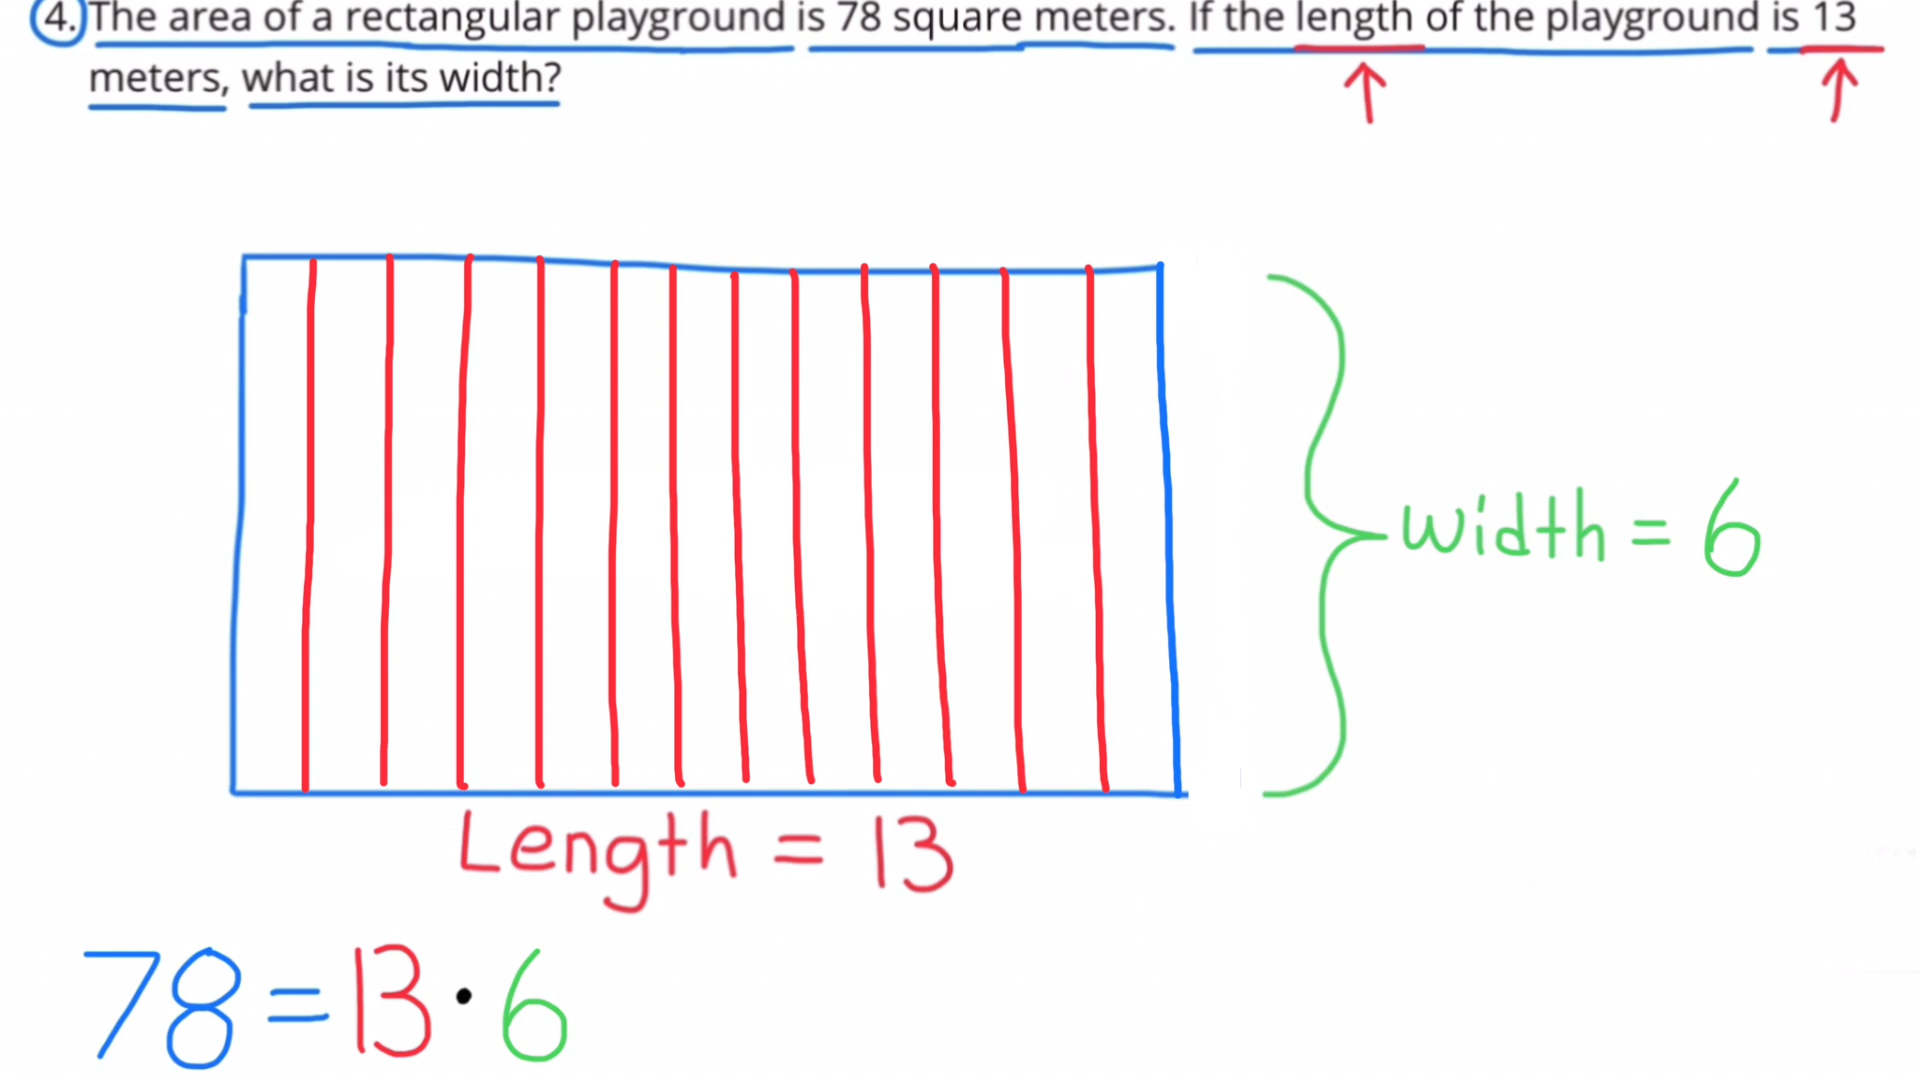 4. The area of a rectangular playground is 78 square meters. If the length of the playground is 13
meters, what is its width?
width = 6
Length = 13
78 = 13 · 6